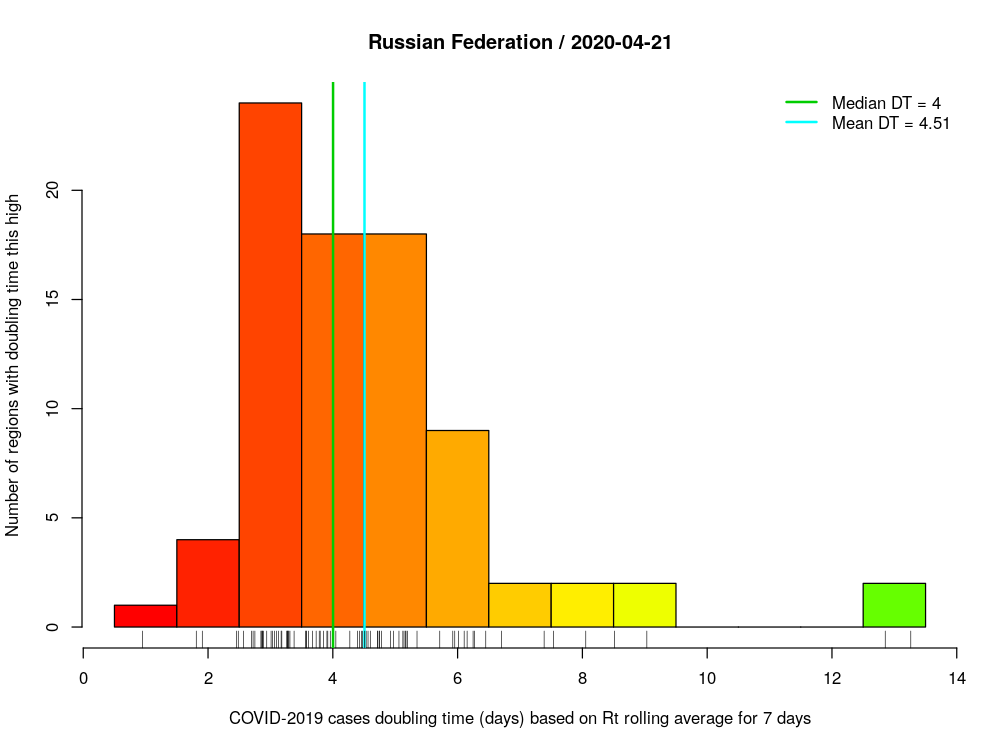 Russian Federation / 2020-04-21
Median DT = 4
Mean DT = 4.51
Number of regions with doubling time this high
20
15
10
5
0
0 2 4 6 8 10 12 14
COVID-2019 cases doubling time (days) based on Rt rolling average for 7 days